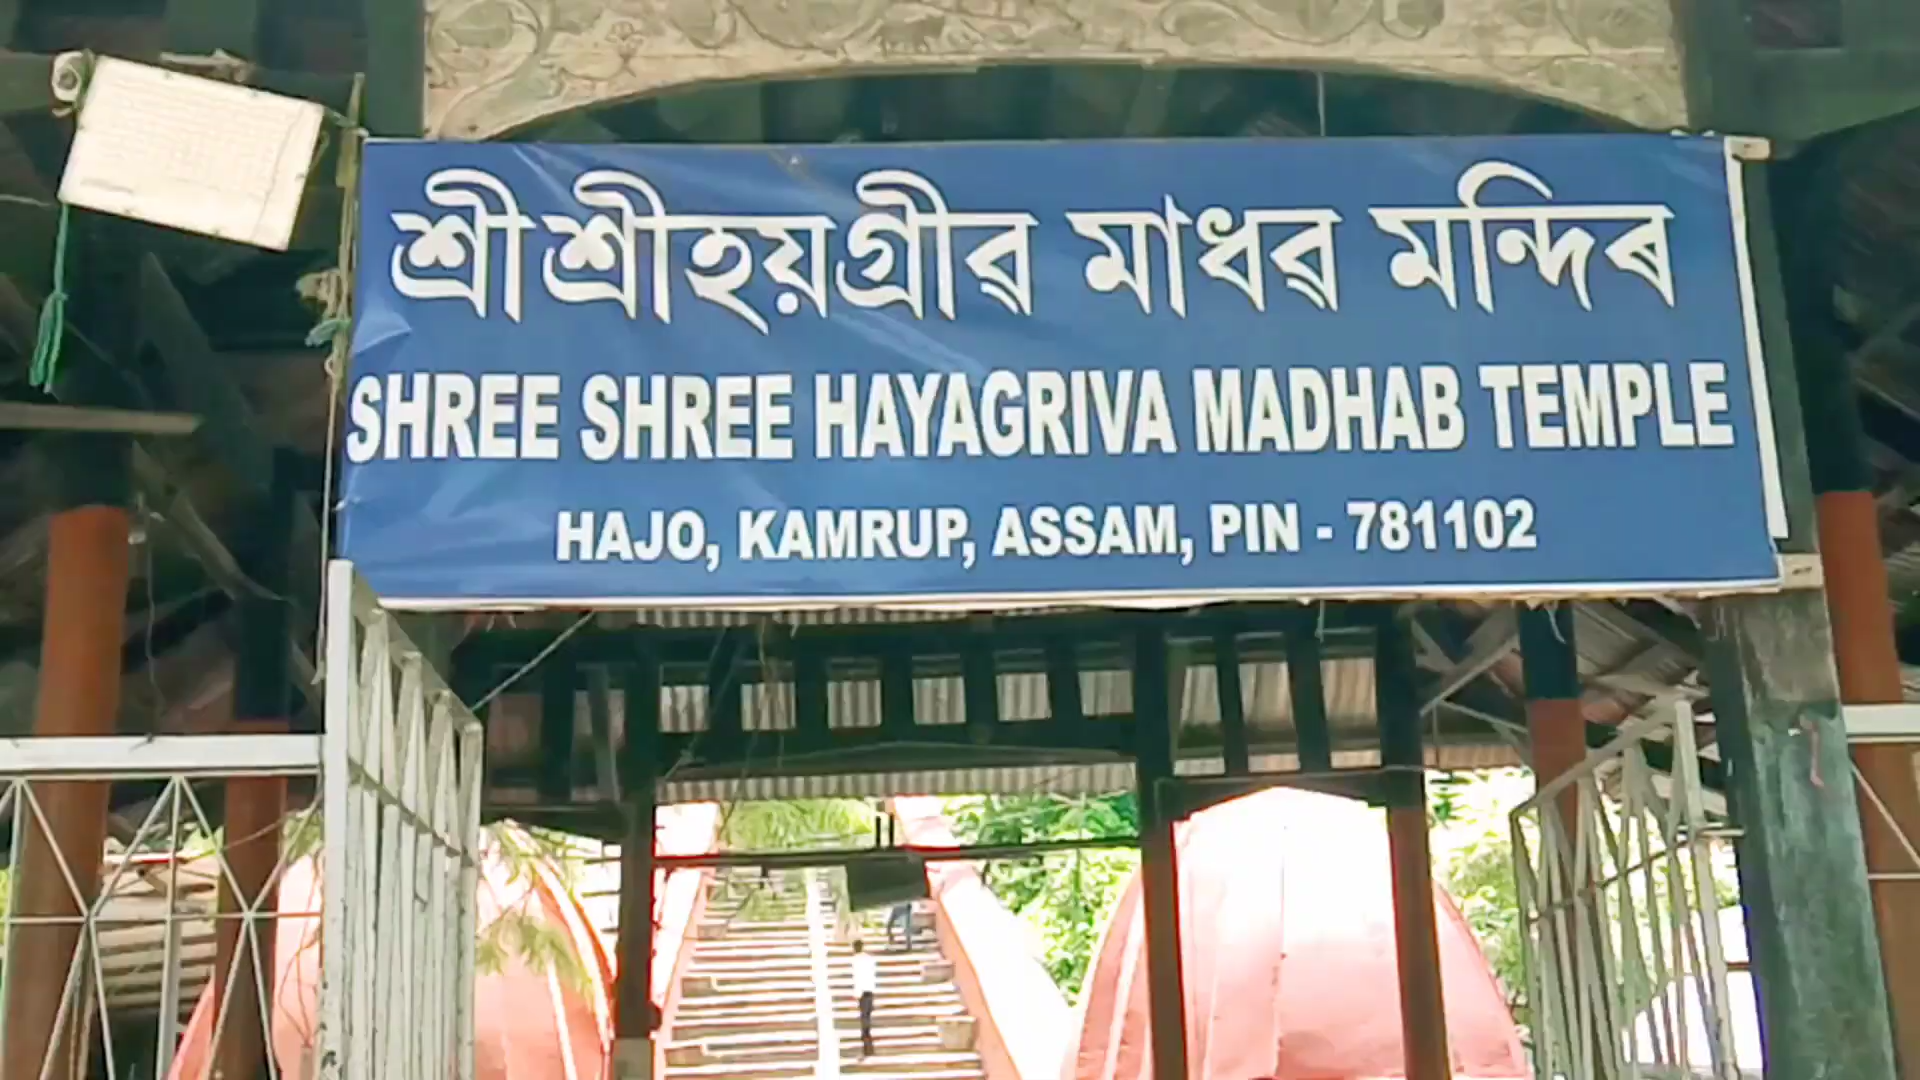 শ্ৰীশ্ৰীহয়গ্ৰীৱ মাধৱ মন্দিৰ
SHREE SHREE HAYAGRIVA MADHAB TEMPLE
HAJO, KAMRUP, ASSAM, PIN - 781102